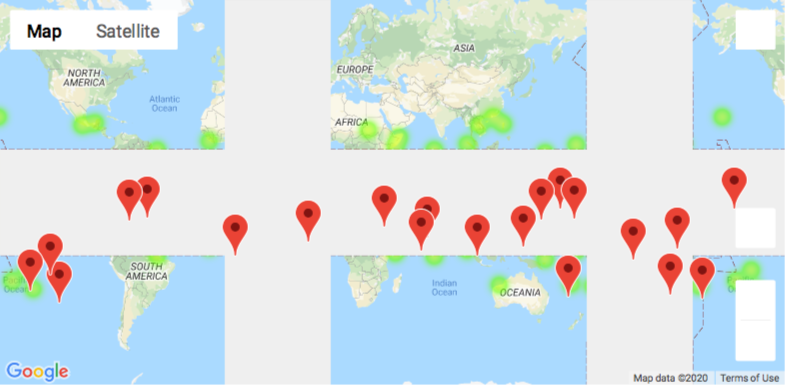 Map Satellite
ASIA
EUROPE
NORTH
AMERICA
Atlantic
Ocean
AFRICA
SOUTH
AMERICA
Indian
Ocean
OCEANIA
Ocean
Google
Map data ©2020 Terms of Use